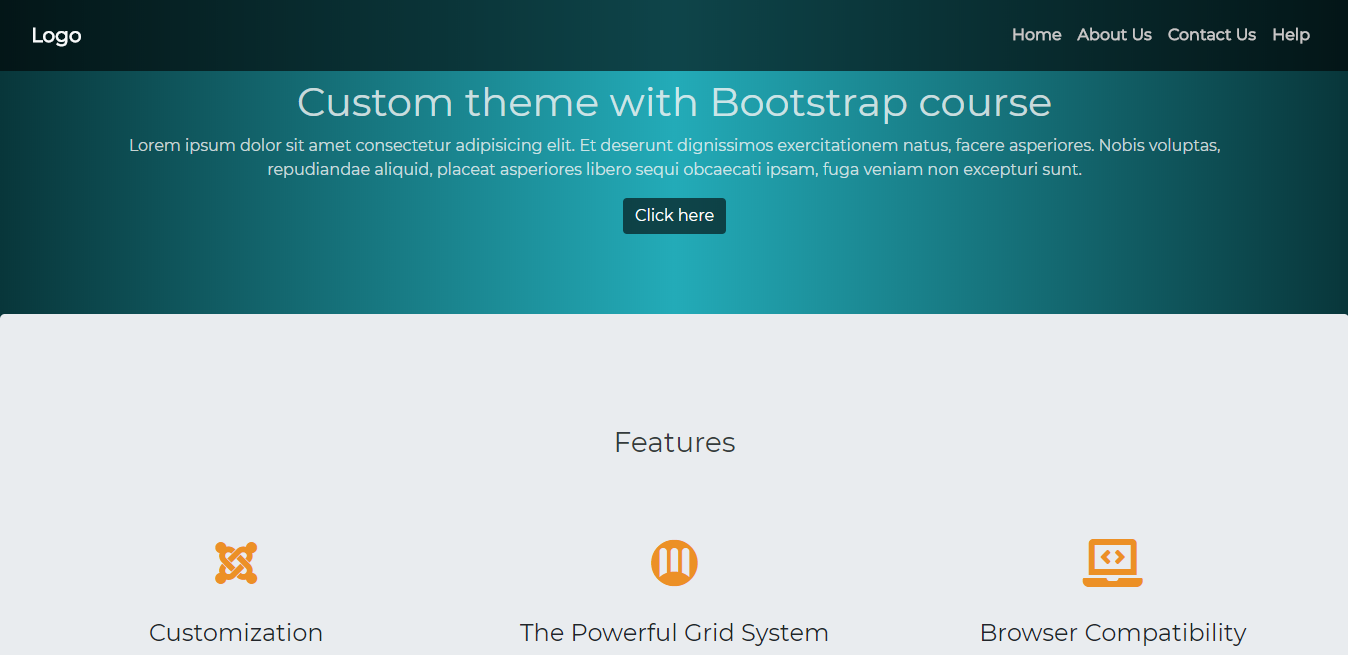 Logo
Home About Us Contact Us Help
Custom theme with Bootstrap course
Lorem ipsum dolor sit amet consectetur adipisicing elit. Et deserunt dignissimos exercitationem natus, facere asperiores. Nobis voluptas,
repudiandae aliquid, placeat asperiores libero sequi obcaecati ipsam, fuga veniam non excepturi sunt.
Click here
Features
Customization
The Powerful Grid System
Browser Compatibility